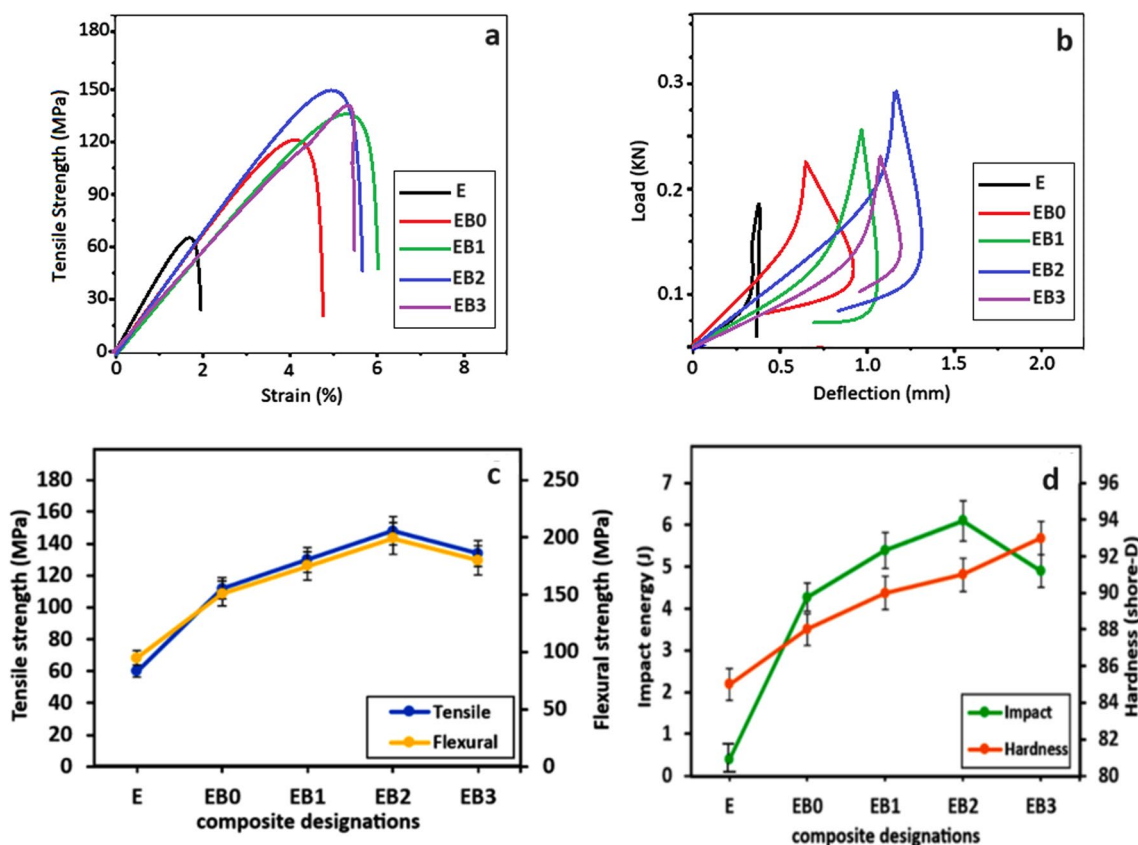 a
Tensile Strength (MPa)
180
150
120
90
60
30
0
0 2 4 6 8
Strain (%)
E
EB0
EB1
EB2
EB3
b
Load (KN)
0.3
0.2
0.1
0 0.5 1.0 1.5 2.0
Deflection (mm)
E
EB0
EB1
EB2
EB3
c
Tensile strength (MPa)
180
160
140
120
100
80
60
40
20
0
Flexural strength (MPa)
250
200
150
100
50
0
Tensile
Flexural
E EB0 EB1 EB2 EB3
composite designations
d
Impact energy (J)
7
6
5
4
3
2
1
0
Hardness (shore-D)
96
94
92
90
88
86
84
82
80
Impact
Hardness
E EB0 EB1 EB2 EB3
composite designations